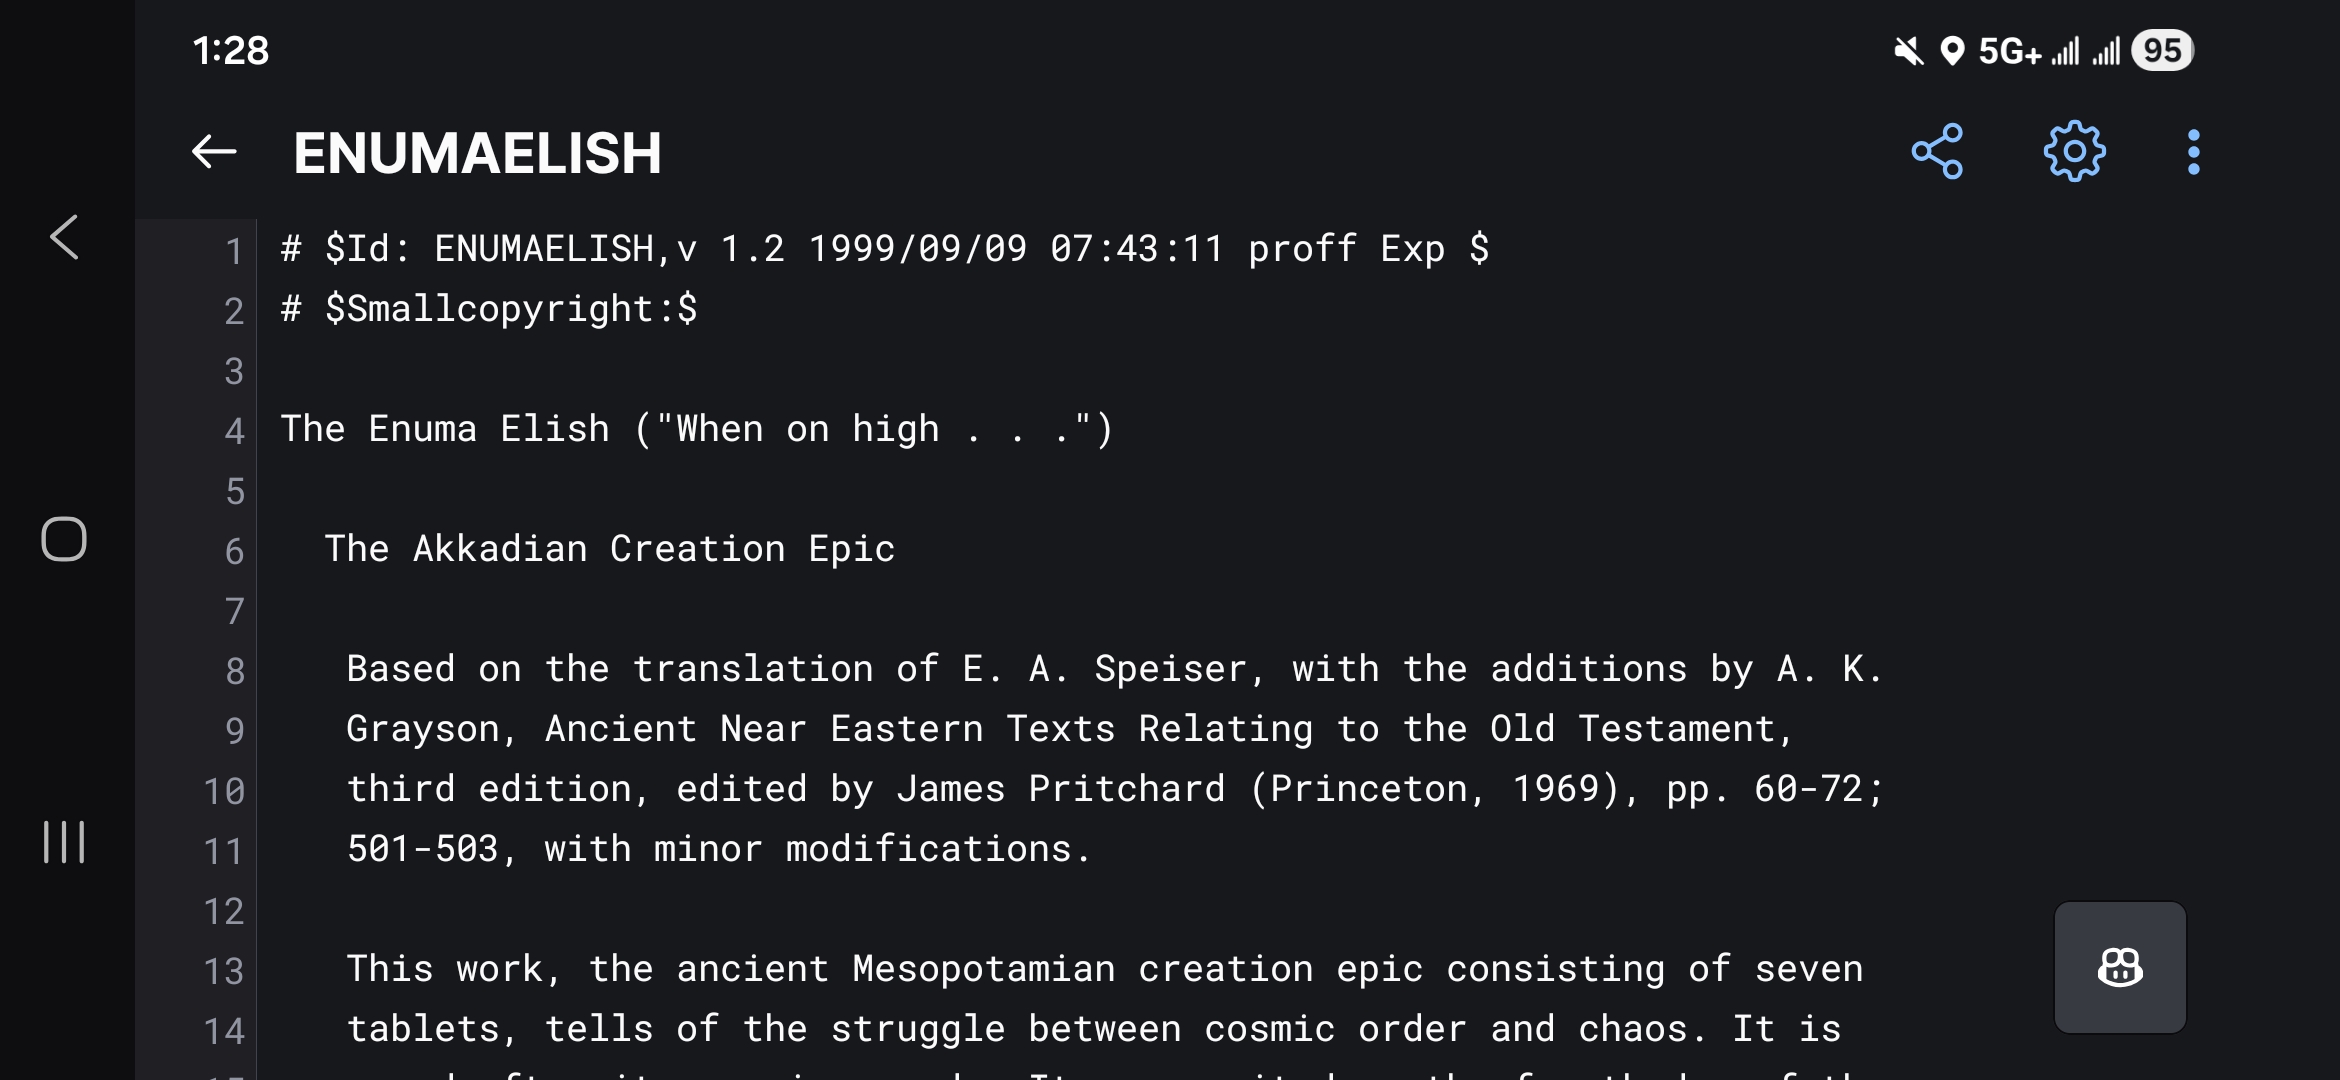 1:28
5G+ 95
ENUMAELISH
1 # $Id: ENUMAELISH,v 1.2 1999/09/09 07:43:11 proff Exp $
2 # $Smallcopyright:$
3
4 The Enuma Elish ("When on high . . .")
5
6 The Akkadian Creation Epic
7
8 Based on the translation of E. A. Speiser, with the additions by A. K.
9 Grayson, Ancient Near Eastern Texts Relating to the Old Testament,
10 third edition, edited by James Pritchard (Princeton, 1969), pp. 60-72;
11 501-503, with minor modifications.
12
13 This work, the ancient Mesopotamian creation epic consisting of seven
14 tablets, tells of the struggle between cosmic order and chaos. It is